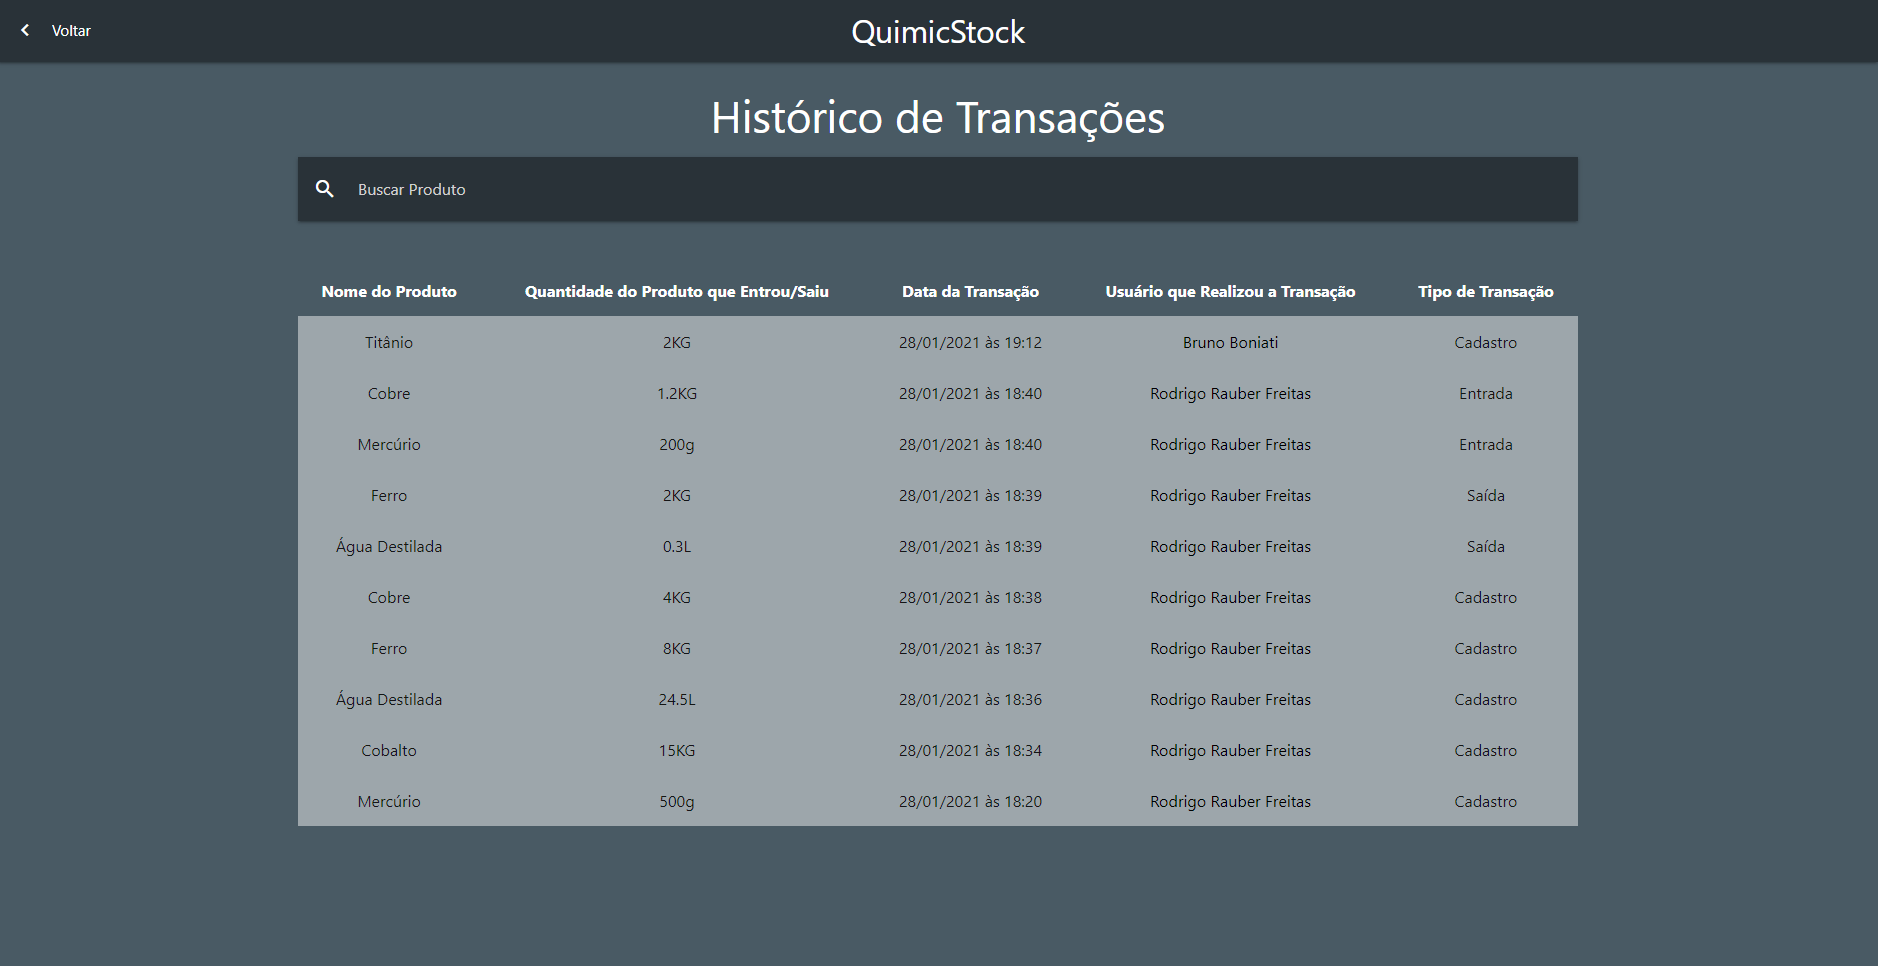 Voltar
QuimicStock
Histórico de Transações
Buscar Produto
Nome do Produto Quantidade do Produto que Entrou/Saiu Data da Transação Usuário que Realizou a Transação Tipo de Transação
Titânio 2KG 28/01/2021 às 19:12 Bruno Boniati Cadastro
Cobre 1.2KG 28/01/2021 às 18:40 Rodrigo Rauber Freitas Entrada
Mercúrio 200g 28/01/2021 às 18:40 Rodrigo Rauber Freitas Entrada
Ferro 2KG 28/01/2021 às 18:39 Rodrigo Rauber Freitas Saída
Água Destilada 0.3L 28/01/2021 às 18:39 Rodrigo Rauber Freitas Saída
Cobre 4KG 28/01/2021 às 18:38 Rodrigo Rauber Freitas Cadastro
Ferro 8KG 28/01/2021 às 18:37 Rodrigo Rauber Freitas Cadastro
Água Destilada 24.5L 28/01/2021 às 18:36 Rodrigo Rauber Freitas Cadastro
Cobalto 15KG 28/01/2021 às 18:34 Rodrigo Rauber Freitas Cadastro
Mercúrio 500g 28/01/2021 às 18:20 Rodrigo Rauber Freitas Cadastro